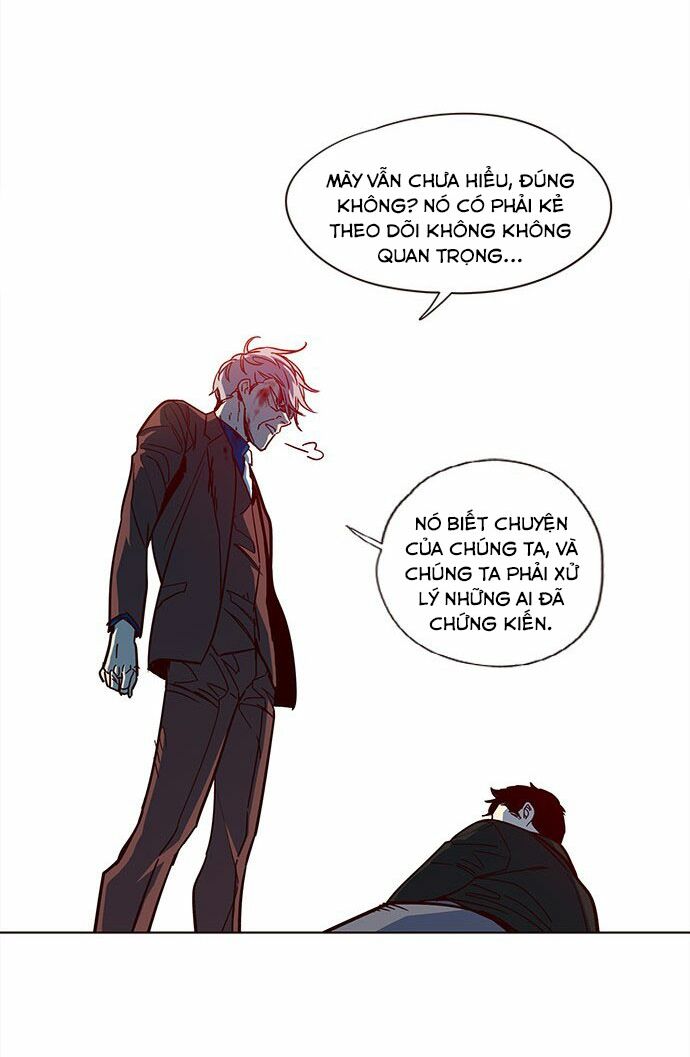 MÀY VẪN CHƯA HIỂU, ĐÚNG
KHÔNG? NÓ CÓ PHẢI KẺ
THEO DÕI KHÔNG KHÔNG
QUAN TRỌNG...
NÓ BIẾT CHUYỆN
CỦA CHÚNG TA, VÀ
CHÚNG TA PHẢI XỬ
LÝ NHỮNG AI ĐÃ
CHỨNG KIẾN.